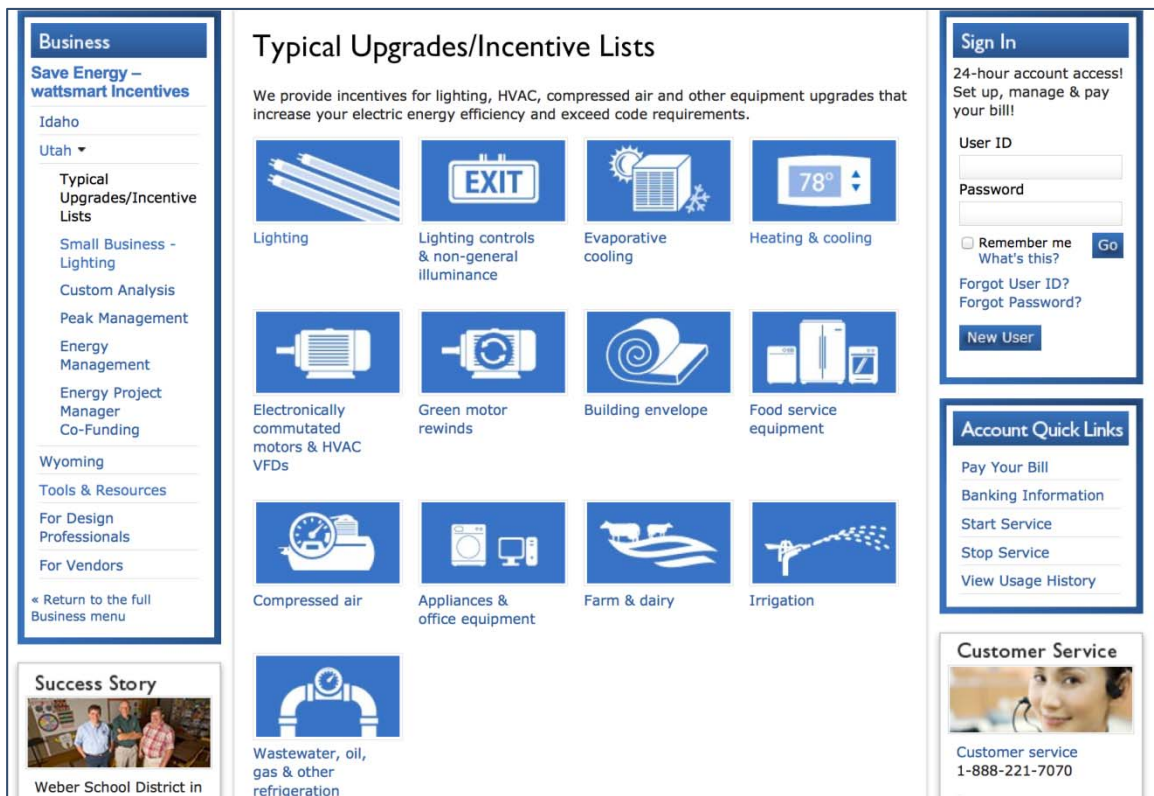 Business
Save Energy –
wattsmart Incentives
Idaho
Utah
Typical
Upgrades/Incentive
Lists
Small Business -
Lighting
Custom Analysis
Peak Management
Energy
Management
Energy Project
Manager
Co-Funding
Wyoming
Tools & Resources
For Design
Professionals
For Vendors
« Return to the full
Business menu
Success Story
Weber School District in
Typical Upgrades/Incentive Lists
We provide incentives for lighting, HVAC, compressed air and other equipment upgrades that
increase your electric energy efficiency and exceed code requirements.
EXIT
78°
Lighting
Lighting controls
& non-general
illuminance
Evaporative
cooling
Heating & cooling
Electronically
commutated
motors & HVAC
VFDs
Green motor
rewinds
Building envelope
Food service
equipment
Compressed air
Appliances &
office equipment
Farm & dairy
Irrigation
Wastewater, oil,
gas & other
refrigeration
Sign In
24-hour account access!
Set up, manage & pay
your bill!
User ID
Password
Remember me
What's this?
Go
Forgot User ID?
Forgot Password?
New User
Account Quick Links
Pay Your Bill
Banking Information
Start Service
Stop Service
View Usage History
Customer Service
Customer service
1-888-221-7070